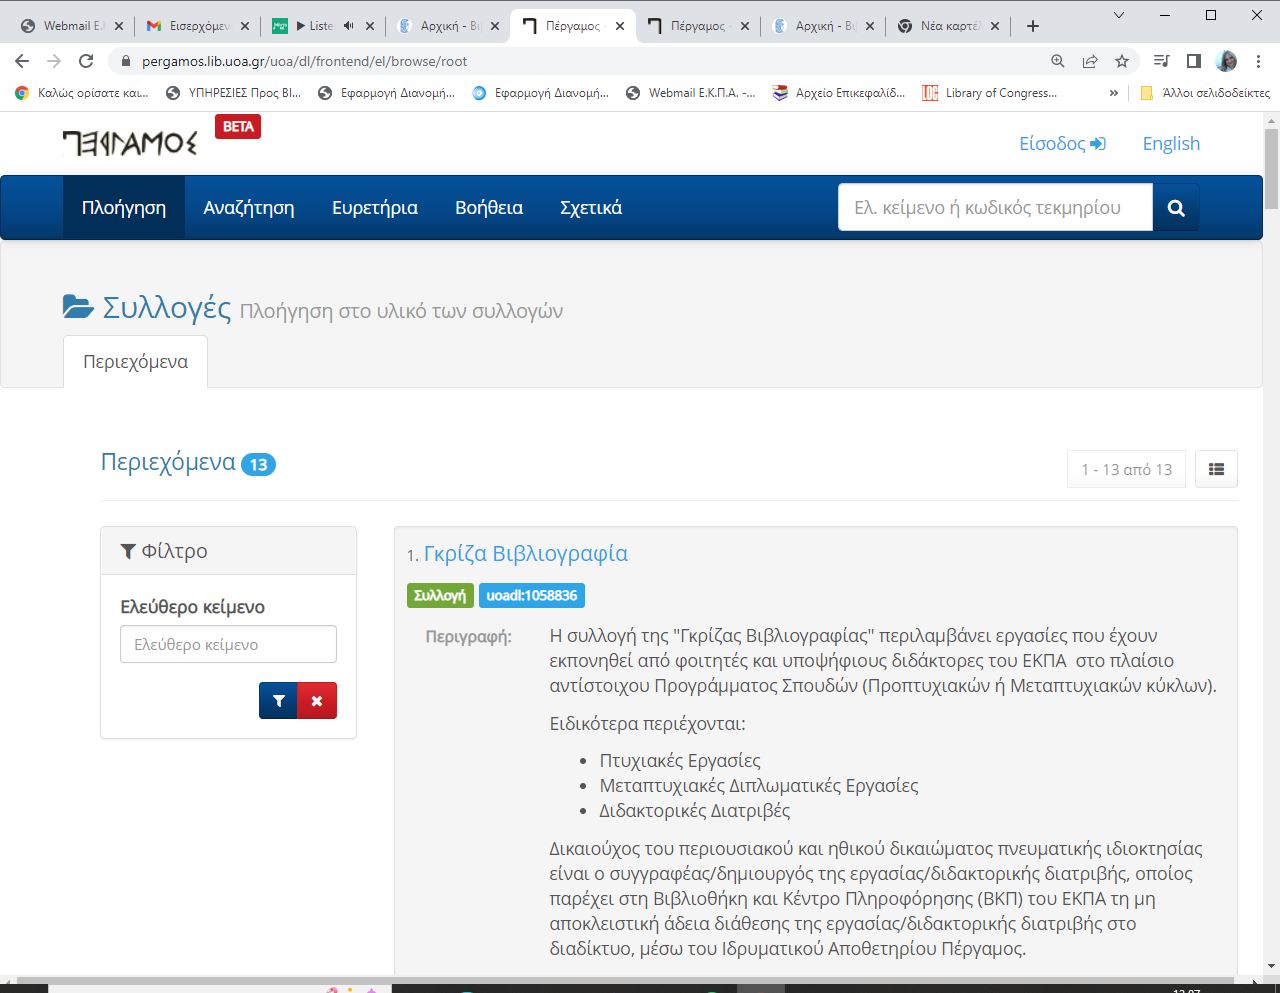 Webmail Ε.Κ
Εισερχόμεν
Liste
Αρχική - Βι
Πέργαμος -
Πέργαμος -
Αρχική - Βι
Νέα καρτέλ
pergamos.lib.uoa.gr/uoa/dl/frontend/el/browse/root
Καλώς ορίσατε και...
ΥΠΗΡΕΣΙΕΣ Προς ΒΙ...
Εφαρμογή Διανομή...
Εφαρμογή Διανομή...
Webmail Ε.Κ.Π.Α. -...
Αρχείο Επικεφαλίδ...
Library of Congress...
»
Άλλοι σελιδοδείκτες
ΠΕΡΓΑΜΟΣ
BETA
Είσοδος
English
Πλοήγηση
Αναζήτηση
Ευρετήρια
Βοήθεια
Σχετικά
Ελ. κείμενο ή κωδικός τεκμηρίου
Συλλογές Πλοήγηση στο υλικό των συλλογών
Περιεχόμενα
Περιεχόμενα 13
1 - 13 από 13
Φίλτρο
Ελεύθερο κείμενο
Ελεύθερο κείμενο
1. Γκρίζα Βιβλιογραφία
Συλλογή uoadl:1058836
Περιγραφή:
Η συλλογή της "Γκρίζας Βιβλιογραφίας" περιλαμβάνει εργασίες που έχουν
εκπονηθεί από φοιτητές και υποψήφιους διδάκτορες του ΕΚΠΑ στο πλαίσιο
αντίστοιχου Προγράμματος Σπουδών (Προπτυχιακών ή Μεταπτυχιακών κύκλων).
Ειδικότερα περιέχονται:
• Πτυχιακές Εργασίες
• Μεταπτυχιακές Διπλωματικές Εργασίες
• Διδακτορικές Διατριβές
Δικαιούχος του περιουσιακού και ηθικού δικαιώματος πνευματικής ιδιοκτησίας
είναι ο συγγραφέας/δημιουργός της εργασίας/διδακτορικής διατριβής, οποίος
παρέχει στη Βιβλιοθήκη και Κέντρο Πληροφόρησης (ΒΚΠ) του ΕΚΠΑ τη μη
αποκλειστική άδεια διάθεσης της εργασίας/διδακτορικής διατριβής στο
διαδίκτυο, μέσω του Ιδρυματικού Αποθετηρίου Πέργαμος.